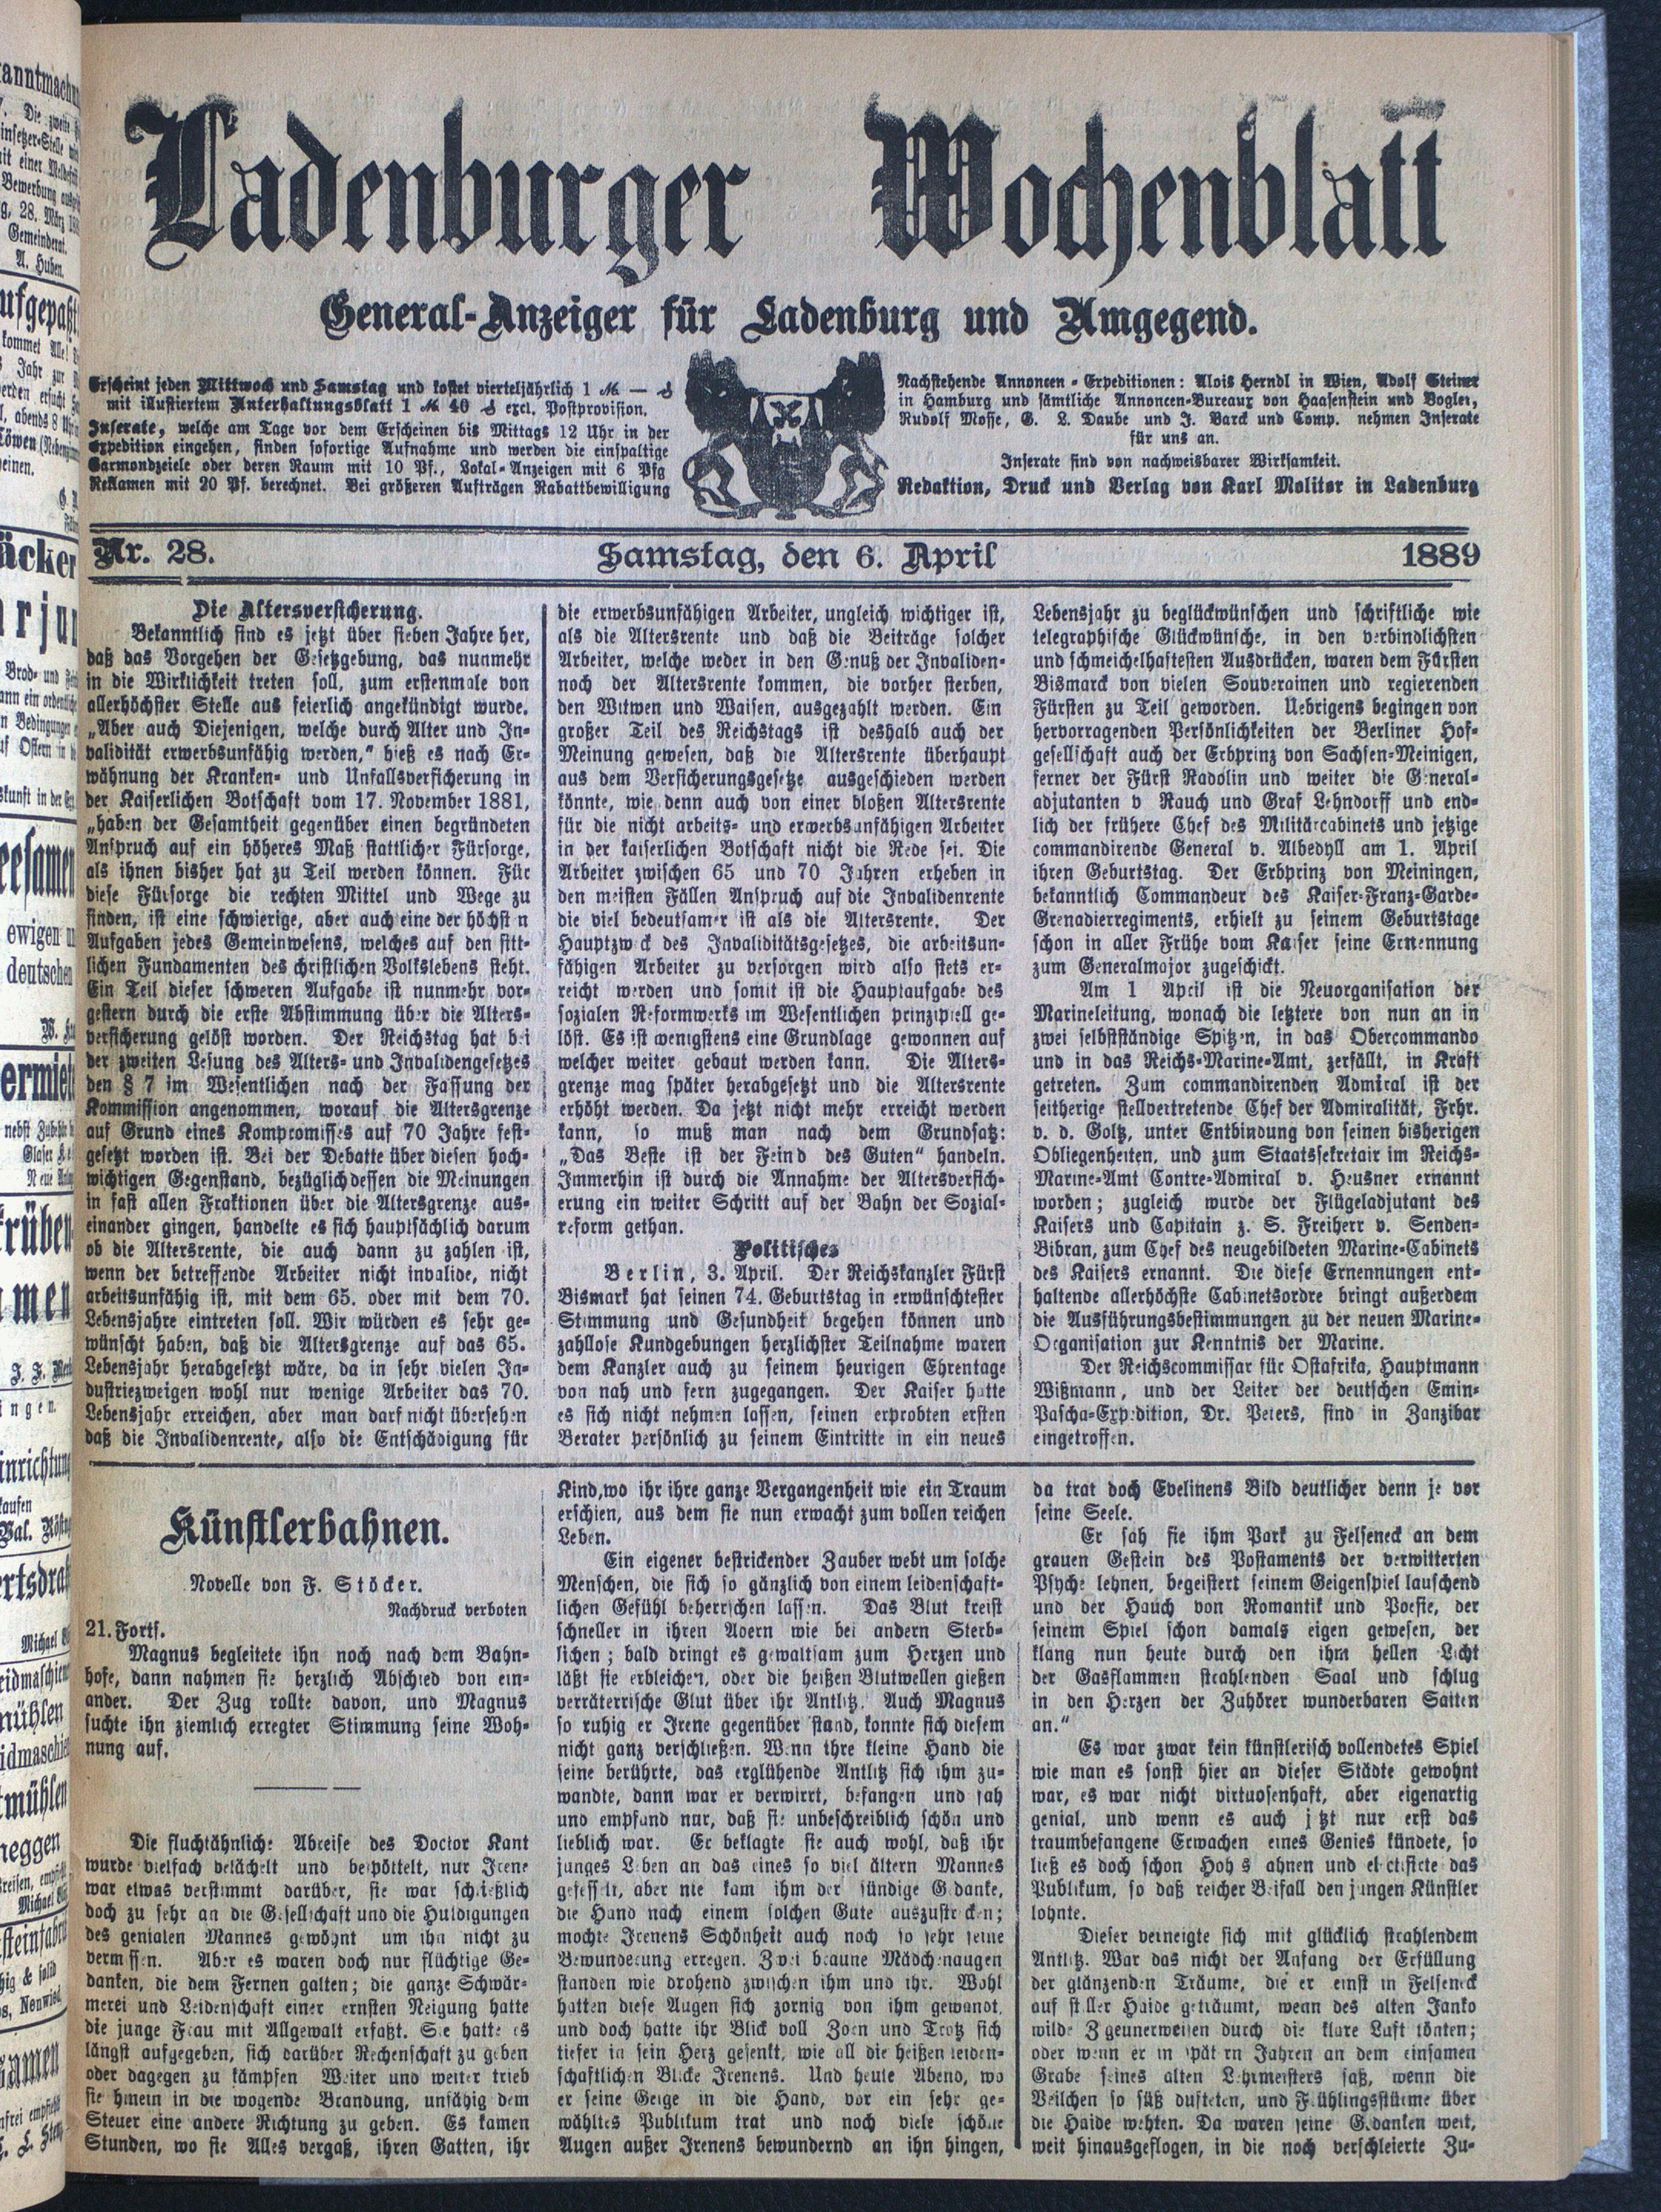 Ladenburger Wochenblatt
General-Anzeiger für Ladenburg und Umgegend.
Erscheint jeden Mittwoch und Samstag und kostet vierteljährlich 1 ℳ — ₰
mit illustiertem Unterhaltungsblatt 1 ℳ 40 ₰ excl. Postprovision.
Inserate, welche am Tage vor dem Erscheinen bis Mittags 12 Uhr in der
Expedition eingehen, finden sofortige Aufnahme und werden die einspaltige
Garmondzeile oder deren Raum mit 10 Pf., Lokal-Anzeigen mit 6 Pfg
Reklamen mit 20 Pf. berechnet. Bei größeren Aufträgen Rabattbewilligung
Nachstehende Annoncen-Expeditionen: Alois Herndl in Wien, Adolf Steiner
in Hamburg und sämtliche Annoncen-Bureaux von Haasenstein und Vogler,
Rudolf Mosse, G. L. Daube und J. Barck und Comp. nehmen Inserate
für uns an.
Inserate sind von nachweisbarer Wirksamkeit.
Redaktion, Druck und Verlag von Karl Molitor in Ladenburg
Nr. 28. Samstag, den 6. April 1889
Die Altersversicherung.
Bekanntlich sind es jetzt über sieben Jahre her,
daß das Vorgehen der Gesetzgebung, das nunmehr
in die Wirklichkeit treten soll, zum erstenmale von
allerhöchster Stelle aus feierlich angekündigt wurde.
„Aber auch Diejenigen, welche durch Alter und In-
validität erwerbsunfähig werden,“ hieß es nach Er-
wähnung der Kranken- und Unfallsversicherung in
der Kaiserlichen Botschaft vom 17. November 1881,
„haben der Gesamtheit gegenüber einen begründeten
Anspruch auf ein höheres Maß stattlicher Fürsorge,
als ihnen bisher hat zu Teil werden können. Für
diese Fürsorge die rechten Mittel und Wege zu
finden, ist eine schwierige, aber auch eine der höchst n
Aufgaben jedes Gemeinwesens, welches auf den sitt-
lichen Fundamenten des christlichen Volkslebens steht.
Ein Teil dieser schweren Aufgabe ist nunmehr vor-
gestern durch die erste Abstimmung über die Alters-
versicherung gelöst worden. Der Reichstag hat bei
der zweiten Lesung des Alters- und Invalidengesetzes
den § 7 im Wesentlichen nach der Fassung der
Kommission angenommen, worauf die Altersgrenze
auf Grund eines Kompromisses auf 70 Jahre fest-
gesetzt worden ist. Bei der Debatte über diesen hoch-
wichtigen Gegenstand, bezüglich dessen die Meinungen
in fast allen Fraktionen über die Altersgrenze aus-
einander gingen, handelte es sich hauptsächlich darum
ob die Altersrente, die auch dann zu zahlen ist,
wenn der betreffende Arbeiter nicht invalide, nicht
arbeitsunfähig ist, mit dem 65. oder mit dem 70.
Lebensjahre eintreten soll. Wir würden es sehr ge-
wünscht haben, daß die Altersgrenze auf das 65.
Lebensjahr herabgesetzt wäre, da in sehr vielen In-
dustriezweigen wohl nur wenige Arbeiter das 70.
Lebensjahr erreichen, aber man darf nicht übersehen
daß die Invalidenrente, also die Entschädigung für
die erwerbsunfähigen Arbeiter, ungleich wichtiger ist,
als die Altersrente und daß die Beiträge solcher
Arbeiter, welche weder in den Genuß der Invaliden-
noch der Altersrente kommen, die vorher sterben,
den Witwen und Waisen, ausgezahlt werden. Ein
großer Teil des Reichstags ist deshalb auch der
Meinung gewesen, daß die Altersrente überhaupt
aus dem Versicherungsgesetze ausgeschieden werden
könnte, wie denn auch von einer bloßen Altersrente
für die nicht arbeits- und erwerbsunfähigen Arbeiter
in der kaiserlichen Botschaft nicht die Rede sei. Die
Arbeiter zwischen 65 und 70 Jahren erheben in
den meisten Fällen Anspruch auf die Invalidenrente
die viel bedeutsamer ist als die Altersrente. Der
Hauptzweck des Invaliditätsgesetzes, die arbeitsun-
fähigen Arbeiter zu versorgen wird also stets er-
reicht werden und somit ist die Hauptaufgabe des
sozialen Reformwerks im Wesentlichen prinzipiell ge-
löst. Es ist wenigstens eine Grundlage gewonnen auf
welcher weiter gebaut werden kann. Die Alters-
grenze mag später herabgesetzt und die Altersrente
erhöht werden. Da jetzt nicht mehr erreicht werden
kann, so muß man nach dem Grundsatz:
„Das Beste ist der Feind des Guten“ handeln.
Immerhin ist durch die Annahme der Altersversich-
erung ein weiter Schritt auf der Bahn der Sozial-
reform gethan.
Politisches
Berlin, 3. April. Der Reichskanzler Fürst
Bismark hat seinen 74. Geburtstag in erwünschtester
Stimmung und Gesundheit begehen können und
zahllose Kundgebungen herzlichster Teilnahme waren
dem Kanzler auch zu seinem heurigen Ehrentage
von nah und fern zugegangen. Der Kaiser hatte
es sich nicht nehmen lassen, seinen erprobten ersten
Berater persönlich zu seinem Eintritte in ein neues
Lebensjahr zu beglückwünschen und schriftliche wie
telegraphische Glückwünsche, in den verbindlichsten
und schmeichelhaftesten Ausdrücken, waren dem Fürsten
Bismarck von vielen Souverainen und regierenden
Fürsten zu Teil geworden. Uebrigens begingen von
hervorragenden Persönlichkeiten der Berliner Hof-
gesellschaft auch der Erbprinz von Sachsen-Meinigen,
ferner der Fürst Radolin und weiter die General-
adjutanten v Rauch und Graf Lehndorff und end-
lich der frühere Chef des Militärcabinets und jetzige
commandirende General v. Albedyll am 1. April
ihren Geburtstag. Der Erbprinz von Meiningen,
bekanntlich Commandeur des Kaiser-Franz-Garde-
Grenadierregiments, erhielt zu seinem Geburtstage
schon in aller Frühe vom Kaiser seine Ernennung
zum Generalmajor zugeschickt.
Am 1 April ist die Neuorganisation der
Marineleitung, wonach die letztere von nun an in
zwei selbstständige Spitzen, in das Obercommando
und in das Reichs-Marine-Amt, zerfällt, in Kraft
getreten. Zum commandirenden Admiral ist der
seitherige stellvertretende Chef der Admiralität, Frhr.
v. d. Goltz, unter Entbindung von seinen bisherigen
Obliegenheiten, und zum Staatssekretair im Reichs-
Marine-Amt Contre-Admiral v. Heusner ernannt
worden; zugleich wurde der Flügeladjutant des
Kaisers und Capitain z. S. Freiherr v. Senden-
Bibran, zum Chef des neugebildeten Marine-Cabinets
des Kaisers ernannt. Die diese Ernennungen ent-
haltende allerhöchste Cabinetsordre bringt außerdem
die Ausführungsbestimmungen zu der neuen Marine-
Organisation zur Kenntnis der Marine.
Der Reichscommissar für Ostafrika, Hauptmann
Wißmann, und der Leiter der deutschen Emin-
Pascha-Expedition, Dr. Peters, sind in Zanzibar
eingetroffen.
Künstlerbahnen.
Novelle von F. Stöcker.
Nachdruck verboten
21. Forts.
Magnus begleitete ihn noch nach dem Bahn-
hofe, dann nahmen sie herzlich Abschied von ein-
ander. Der Zug rollte davon, und Magnus
suchte ihn ziemlich erregter Stimmung seine Woh-
nung auf.
Die fluchtähnliche Abreise des Doctor Kant
wurde vielfach belächelt und bespöttelt, nur Irene
war etwas verstimmt darüber, sie war schließlich
doch zu sehr an die Gesellschaft und die Huldigungen
des genialen Mannes gewöhnt um ihn nicht zu
vermissen. Aber es waren doch nur flüchtige Ge-
danken, die dem Fernen galten; die ganze Schwär-
merei und Leidenschaft einer ernsten Neigung hatte
die junge Frau mit Allgewalt erfaßt. Sie hatte es
längst aufgegeben, sich darüber Rechenschaft zu geben
oder dagegen zu kämpfen Weiter und weiter trieb
sie hinein in die wogende Brandung, unfähig dem
Steuer eine andere Richtung zu geben. Es kamen
Stunden, wo sie Alles vergaß, ihren Gatten, ihr
Kind, wo ihr ihre ganze Vergangenheit wie ein Traum
erschien, aus dem sie nun erwacht zum vollen reichen
Leben.
Ein eigener bestrickender Zauber webt um solche
Menschen, die sich so gänzlich von einem leidenschaft-
lichen Gefühl beherrschen lassen. Das Blut kreist
schneller in ihren Adern wie bei andern Sterb-
lichen; bald dringt es gewaltsam zum Herzen und
läßt sie erbleichen, oder die heißen Blutwellen gießen
verräterrische Glut über ihr Antlitz. Auch Magnus
so ruhig er Irene gegenüber stand, konnte sich diesem
nicht ganz verschließen. Wenn ihre kleine Hand die
seine berührte, das erglühende Antlitz sich ihm zu-
wandte, dann war er verwirrt, befangen und sah
und empfand nur, daß sie unbeschreiblich schön und
lieblich war. Er beklagte sie auch wohl, daß ihr
junges Leben an das eines so viel ältern Mannes
gefesselt, aber nie kam ihm der sündige Gedanke,
die Hand nach einem solchen Gute auszustrecken;
mochte Irenens Schönheit auch noch so sehr seine
Bewunderung erregen. Zwei braune Mädchenaugen
standen wie drohend zwischen ihm und ihr. Wohl
hatten diese Augen sich zornig von ihm gewandt,
und doch hatte ihr Blick voll Zorn und Trotz sich
tiefer in sein Herz gesenkt, wie all die heißen leiden-
schaftlichen Blicke Irenens. Und heute Abend, wo
er seine Geige in die Hand, vor ein sehr ge-
wähltes Publikum trat und noch viele schöne
Augen außer Irenens bewundernd an ihn hingen,
da trat doch Evelinens Bild deutlicher denn je vor
seine Seele.
Er sah sie ihm Park zu Felseneck an dem
grauen Gestein des Postaments der verwitterten
Psyche lehnen, begeistert seinem Geigenspiel lauschend
und der Hauch von Romantik und Poesie, der
seinem Spiel schon damals eigen gewesen, der
klang nun heute durch den ihm hellen Licht
der Gasflammen strahlenden Saal und schlug
in den Herzen der Zuhörer wunderbaren Saiten
an.“
Es war zwar kein künstlerisch vollendetes Spiel
wie man es sonst hier an dieser Städte gewohnt
war, es war nicht virtuosenhaft, aber eigenartig
genial, und wenn es auch j tzt nur erst das
traumbefangene Erwachen eines Genies kündete, so
ließ es doch schon Hoh s ahnen und el ctisirte das
Publikum, so daß reicher Beifall den jungen Künstler
lohnte.
Dieser verneigte sich mit glücklich strahlendem
Antlitz. War das nicht der Anfang der Erfüllung
der glänzenden Träume, die er einst in Felseneck
auf stiller Haide geträumt, wenn des alten Janko
wilde Zigeunerweisen durch die klare Luft tönten;
oder wenn er in spät rn Jahren an dem einsamen
Grabe seines alten Lehrmeisters saß, wenn die
Veilchen so süß dufteten, und Frühlingsstürme über
die Haide wehten. Da waren seine Gedanken weit,
weit hinausgeflogen, in die noch verschleierte Zu-